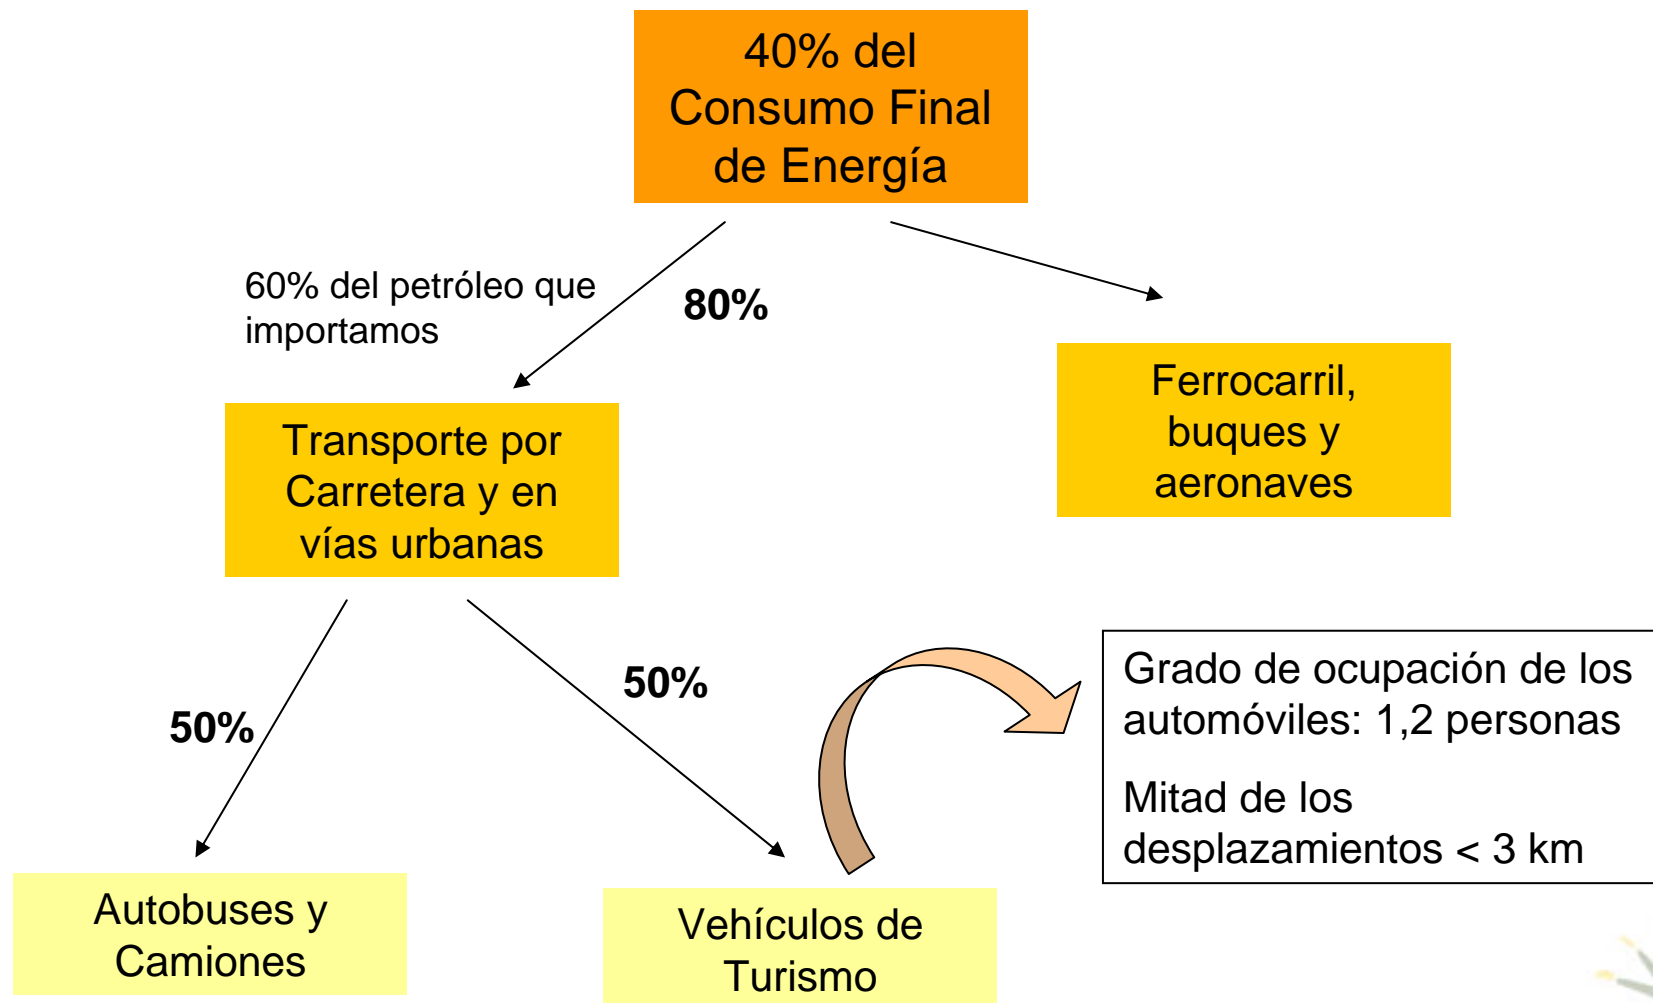 40% del
Consumo Final
de Energía
60% del petróleo que
importamos
80%
Ferrocarril,
buques y
aeronaves
Transporte por
Carretera y en
vías urbanas
50%
50%
Grado de ocupación de los
automóviles: 1,2 personas
Mitad de los
desplazamientos < 3 km
Autobuses y
Camiones
Vehículos de
Turismo